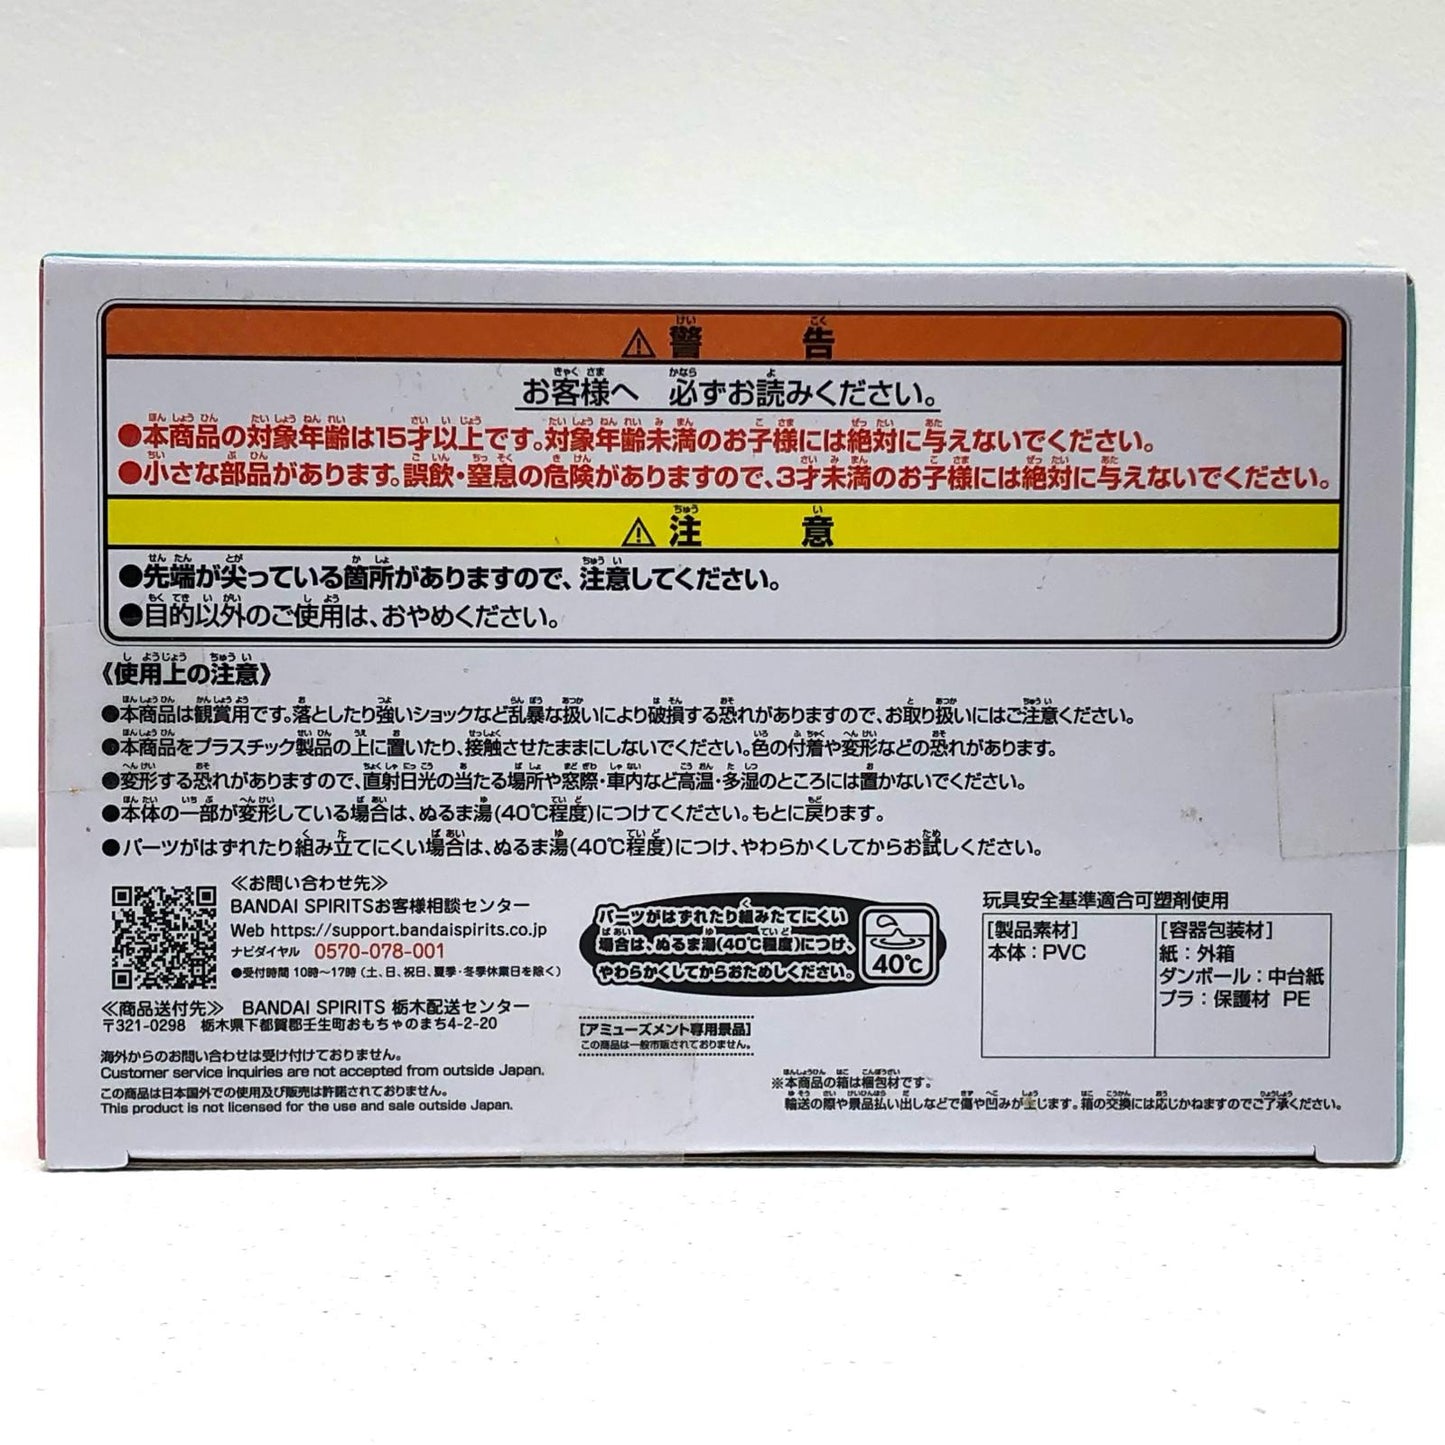 ⚠警告
お客様へ 必ずお読みください。
●本商品の対象年齢は15才以上です。対象年齢未満のお子様には絶対に与えないでください。
●小さな部品があります。誤飲・窒息の危険がありますので、3才未満のお子様には絶対に与えないでください。
⚠注意
●先端が尖っている箇所がありますので、注意してください。
●目的以外のご使用は、おやめください。
《使用上の注意》
●本商品は観賞用です。落としたり強いショックなど乱暴な扱いにより破損する恐れがありますので、お取り扱いにはご注意ください。
●本商品をプラスチック製品の上に置いたり、接触させたままにしないでください。色の付着や変形などの恐れがあります。
●変形する恐れがありますので、直射日光の当たる場所や窓際・車内など高温・多湿のところには置かないでください。
●本体の一部が変形している場合は、ぬるま湯(40℃程度)につけてください。もとに戻ります。
●パーツがはずれたり組み立てにくい場合は、ぬるま湯(40℃程度)につけ、やわらかくしてからお試しください。
≪お問い合わせ先≫
BANDAI SPIRITSお客様相談センター
Web https://support.bandaispirits.co.jp
ナビダイヤル 0570-078-001
●受付時間 10時〜17時(土、日、祝日、夏季・冬季休業日を除く)
≪商品送付先≫ BANDAI SPIRITS 栃木配送センター
〒321-0298 栃木県下都賀郡壬生町おもちゃのまち4-2-20
海外からのお問い合わせは受け付けておりません。
Customer service inquiries are not accepted from outside Japan.
この商品は日本国外での使用及び販売は許諾されておりません。
This product is not licensed for the use and sale outside Japan.
パーツがはずれたり組みたてにくい
場合は、ぬるま湯(40℃程度)につけ、
やわらかくしてからおためしください。
40℃
[アミューズメント専用景品]
この商品は一般市販されておりません。
玩具安全基準適合可塑剤使用
[製品素材]
本体:PVC
[容器包装材]
紙:外箱
ダンボール:中台紙
プラ:保護材 PE
※本商品の箱は梱包材です。
輸送の際や景品払い出しなどで傷や凹みが生じます。箱の交換には応じかねますのでご了承ください。